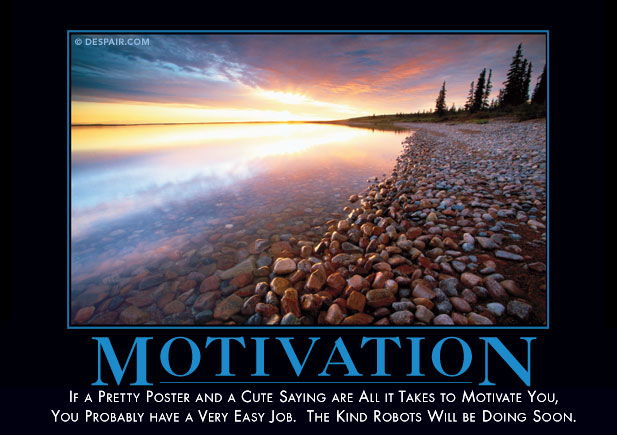 © DESPAIR.COM
MOTIVATION
IF A PRETTY POSTER AND A CUTE SAYING ARE ALL IT TAKES TO MOTIVATE YOU,
YOU PROBABLY HAVE A VERY EASY JOB. THE KIND ROBOTS WILL BE DOING SOON.